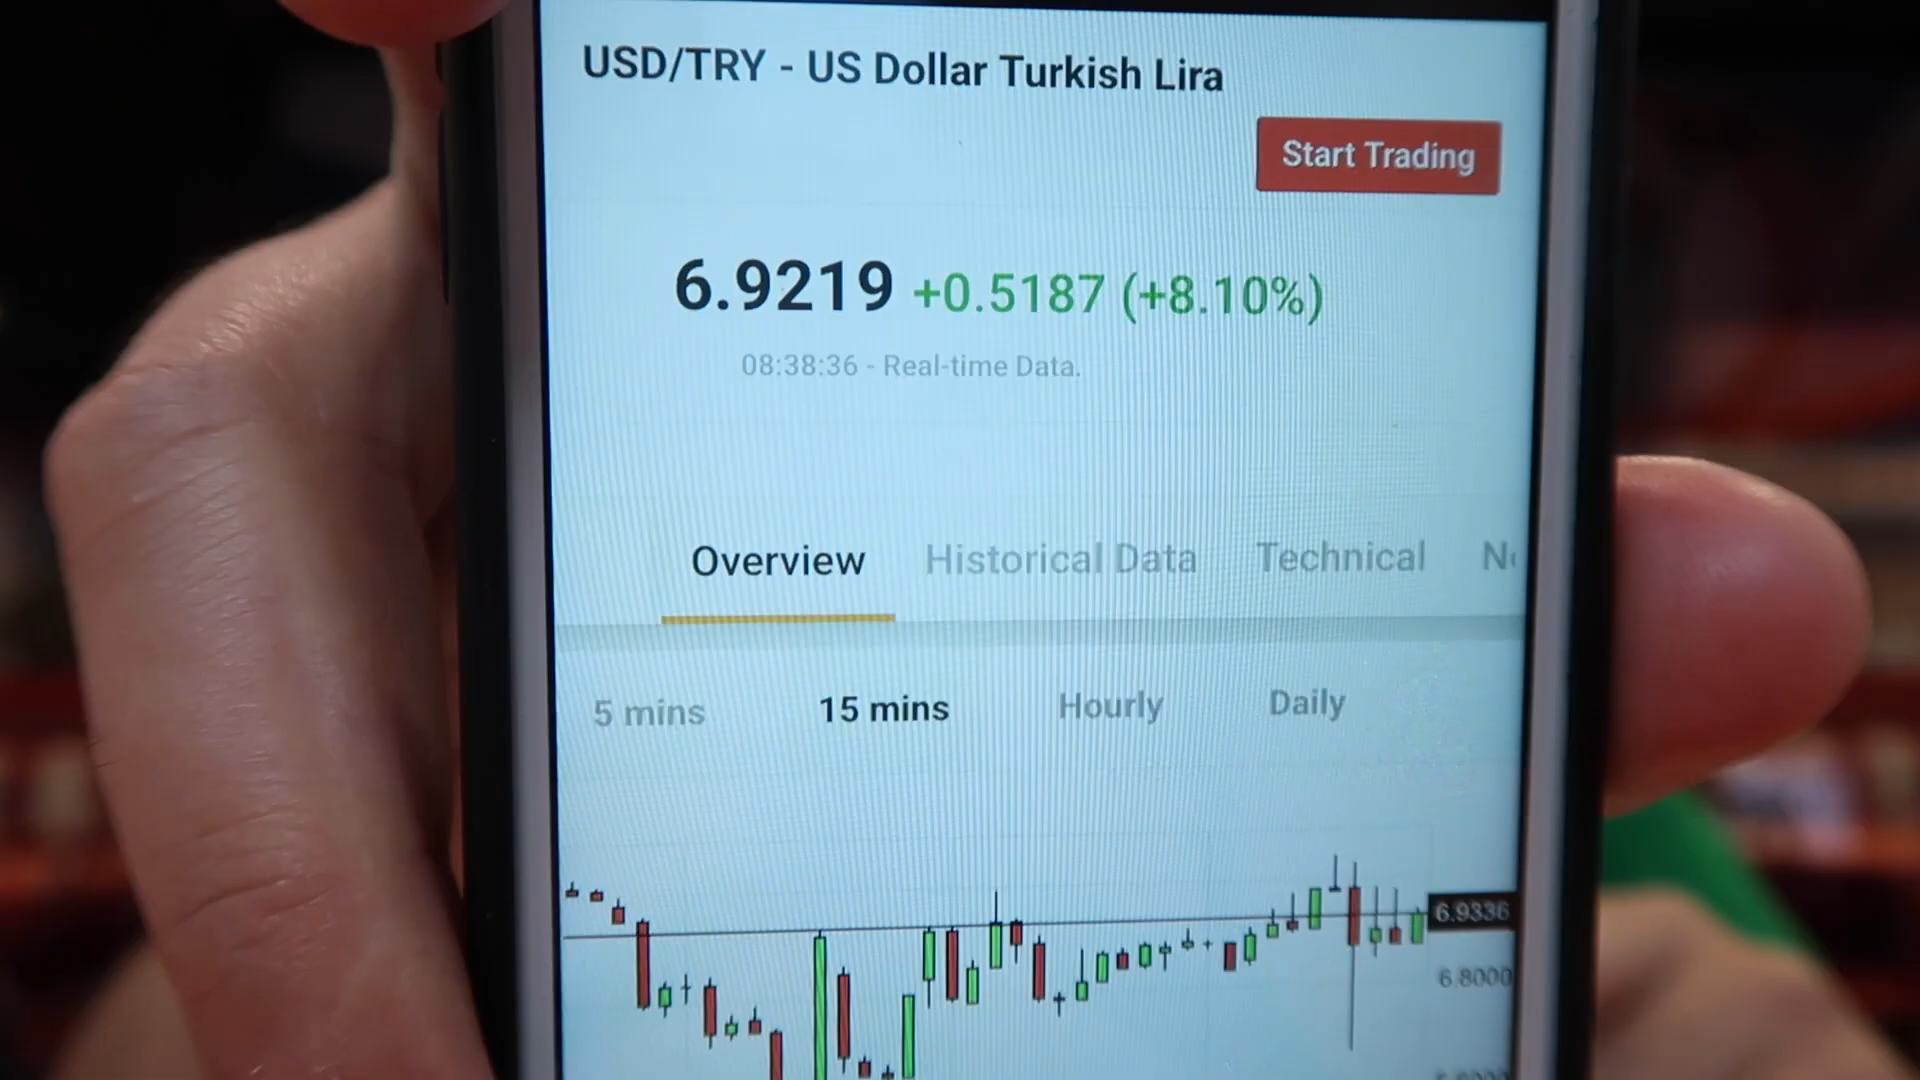 USD/TRY - US Dollar Turkish Lira
Start Trading
6.9219 +0.5187 (+8.10%)
08:38:36 - Real-time Data.
Overview Historical Data Technical
5 mins 15 mins Hourly Daily
6.9336
6.8000